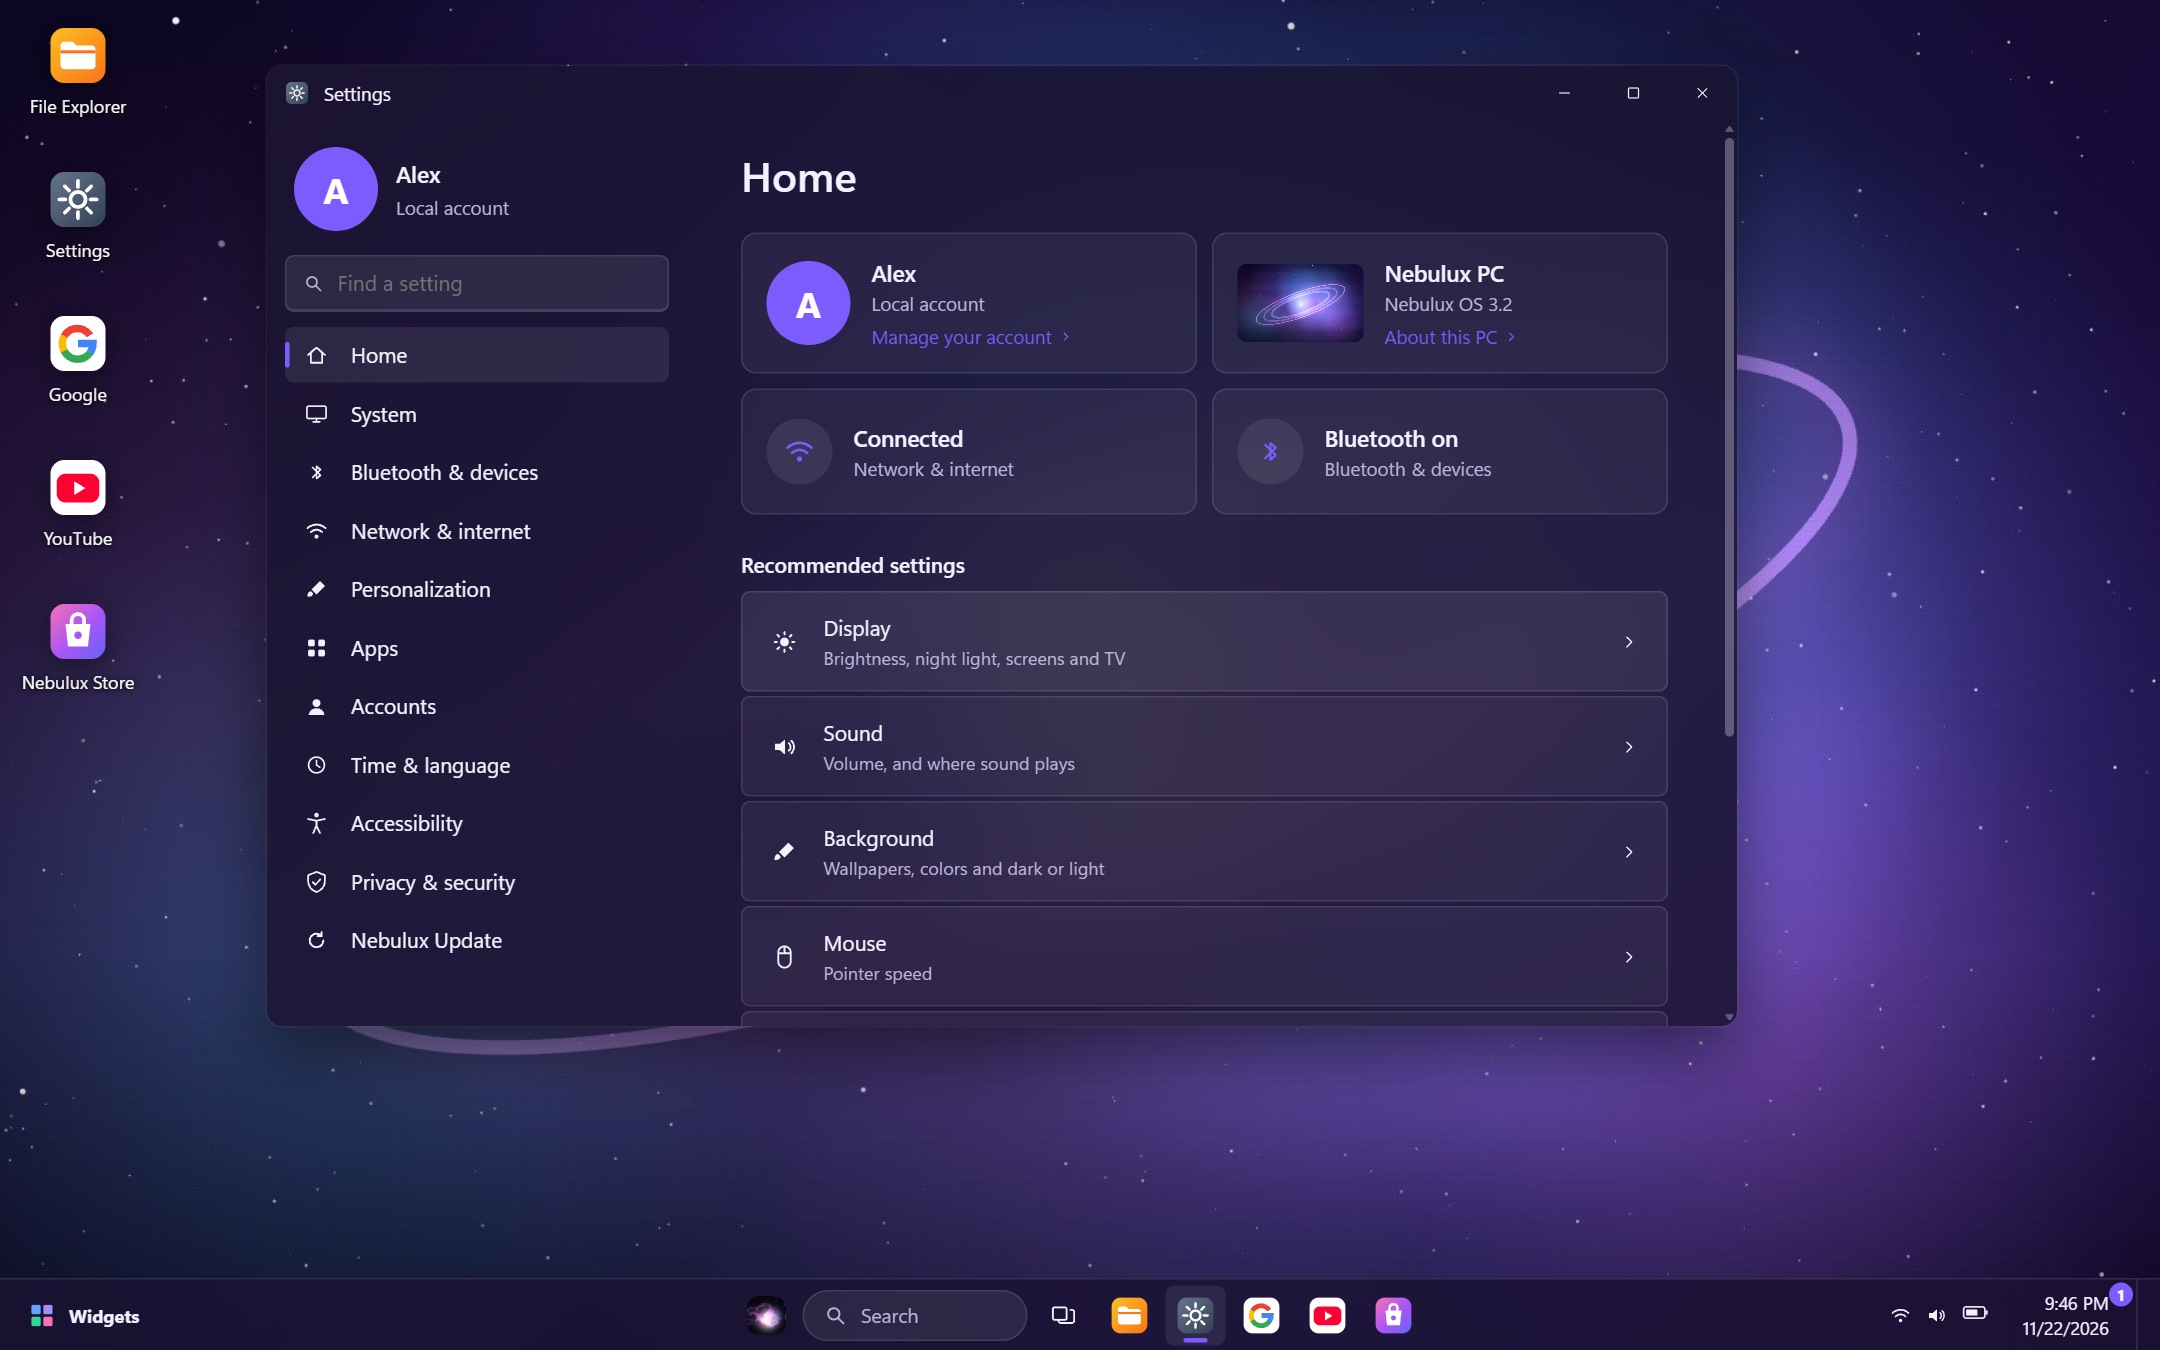 File Explorer
Settings
Google
YouTube
Nebulux Store
Settings
A
Alex
Local account
Find a setting
Home
System
Bluetooth & devices
Network & internet
Personalization
Apps
Accounts
Time & language
Accessibility
Privacy & security
Nebulux Update
Home
A
Alex
Local account
Manage your account
Nebulux PC
Nebulux OS 3.2
About this PC
Connected
Network & internet
Bluetooth on
Bluetooth & devices
Recommended settings
Display
Brightness, night light, screens and TV
Sound
Volume, and where sound plays
Background
Wallpapers, colors and dark or light
Mouse
Pointer speed
Widgets
Search
9:46 PM
11/22/2026
1